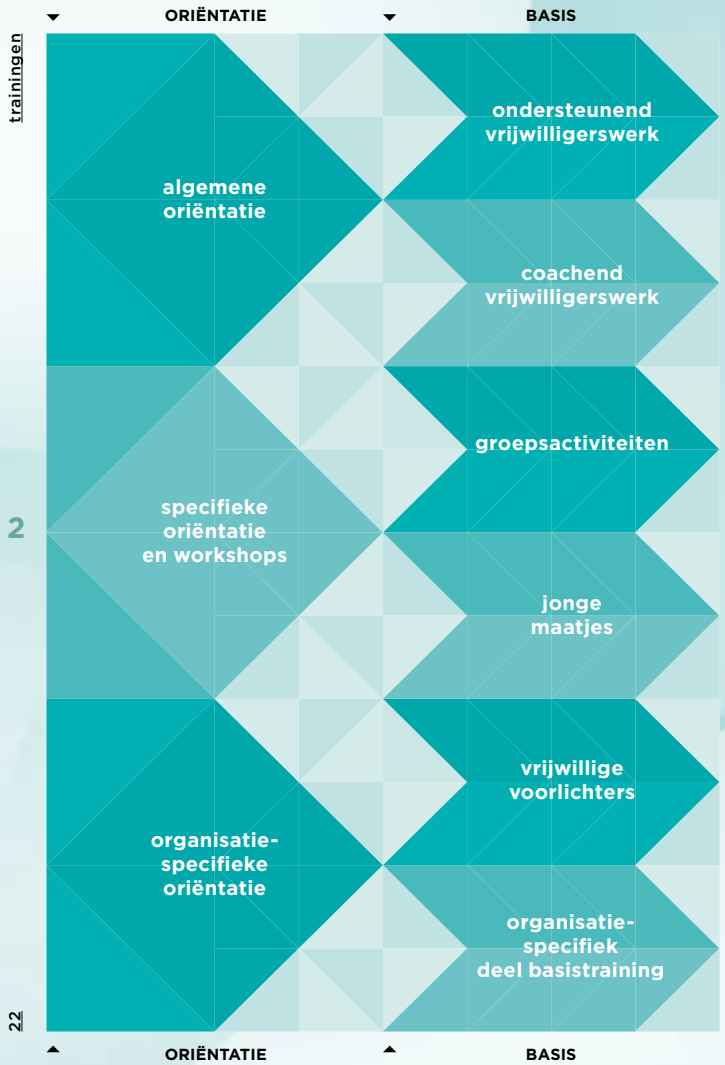 ORIËNTATIE
BASIS
trainingen
algemene
oriëntatie
specifieke
oriëntatie
en workshops
organisatie-
specifieke
oriëntatie
ondersteunend
vrijwilligerswerk
coachend
vrijwilligerswerk
groepsactiviteiten
jonge
maatjes
vrijwillige
voorlichters
organisatie-
specifiek
deel basistraining
2
22
ORIËNTATIE
BASIS